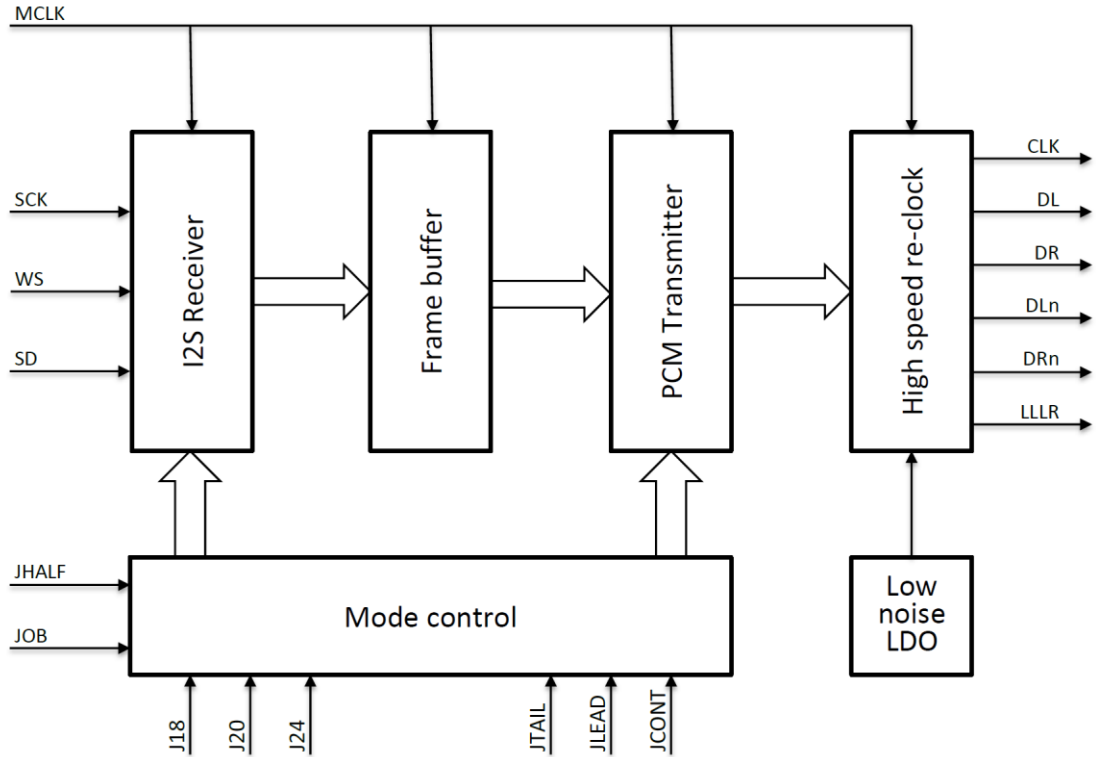 MCLK
SCK
WS
SD
I2S Receiver
Frame buffer
PCM Transmitter
High speed re-clock
CLK
DL
DR
DLn
DRn
LLLR
JHALF
JOB
Mode control
Low
noise
LDO
J18
J20
J24
JTAIL
JLEAD
JCONT